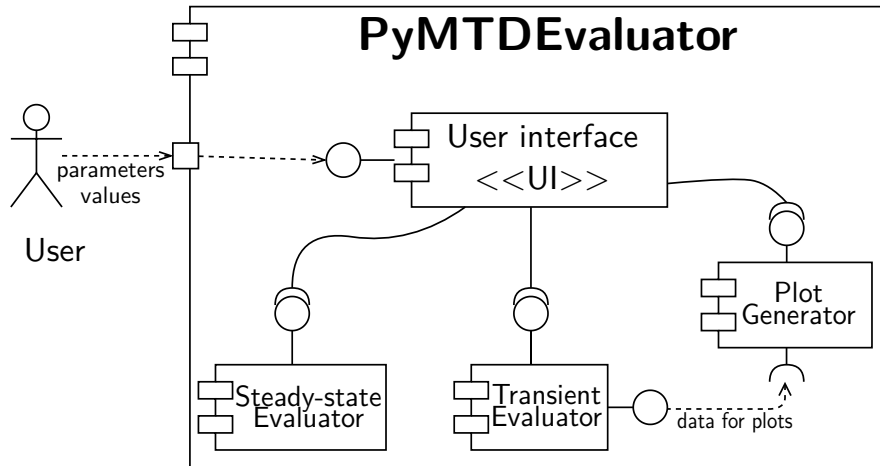 PyMTDEvaluator
User interface
<<UI>>
parameters
values
User
Plot
Generator
Steady-state
Evaluator
Transient
Evaluator
data for plots